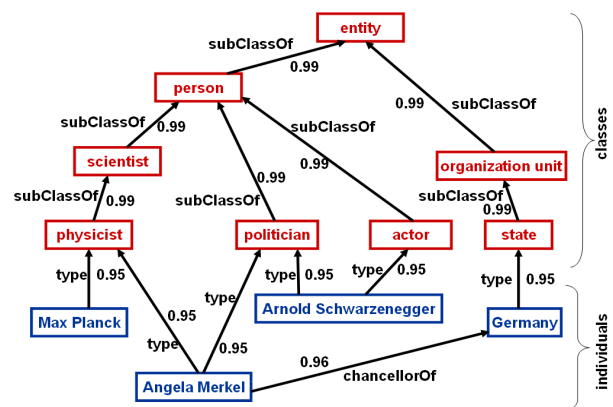 entity
subClassOf
0.99
person
0.99
subClassOf
classes
subClassOf
0.99
subClassOf
0.99
scientist
organization unit
subClassOf
0.99
subClassOf
0.99
subClassOf
0.99
physicist
politician
actor
state
type 0.95
type 0.95
type 0.95
type 0.95
Max Planck
0.95
type
Arnold Schwarzenegger
Germany
individuals
type
0.95
0.96
chancellorOf
Angela Merkel